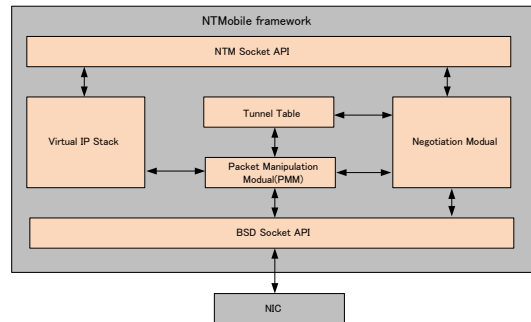 NTMobile framework
NTM Socket API
Virtual IP Stack
Tunnel Table
Negotiation Modual
Packet Manipulation
Modual(PMM)
BSD Socket API
NIC